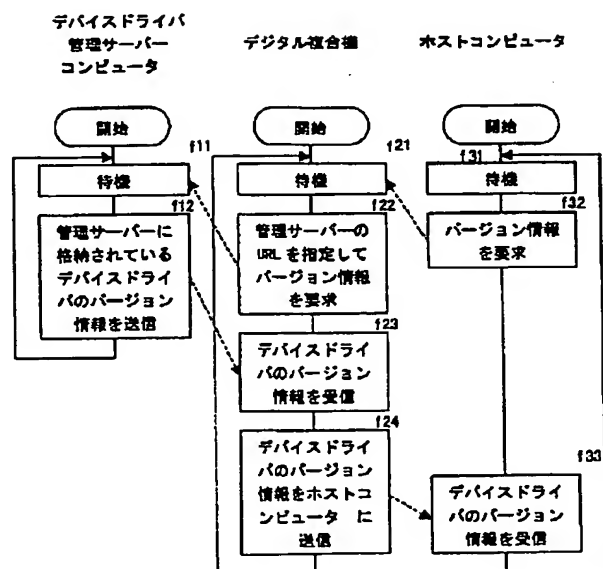 デバイスドライバ
管理サーバー
コンピュータ
デジタル複合機
ホストコンピュータ
開始
開始
開始
f11
f21
f31
待機
待機
待機
f12
f22
f32
管理サーバーに
格納されている
デバイスドライ
バのバージョン
情報を送信
管理サーバーの
URLを指定して
バージョン情報
を要求
バージョン情報
を要求
f23
デバイスドライ
バのバージョン
情報を受信
f24
デバイスドライ
バのバージョン
情報をホストコ
ンピュータ に
送信
f33
デバイスドライ
バのバージョン
情報を受信